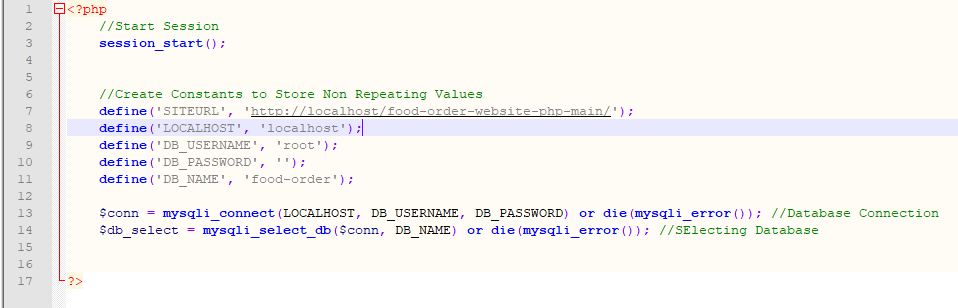 1 <?php
2 //Start Session
3 session_start();
4
5
6 //Create Constants to Store Non Repeating Values
7 define('SITEURL', 'http://localhost/food-order-website-php-main/');
8 define('LOCALHOST', 'localhost');
9 define('DB_USERNAME', 'root');
10 define('DB_PASSWORD', '');
11 define('DB_NAME', 'food-order');
12
13 $conn = mysqli_connect(LOCALHOST, DB_USERNAME, DB_PASSWORD) or die(mysqli_error()); //Database Connection
14 $db_select = mysqli_select_db($conn, DB_NAME) or die(mysqli_error()); //SElecting Database
15
16
17 ?>